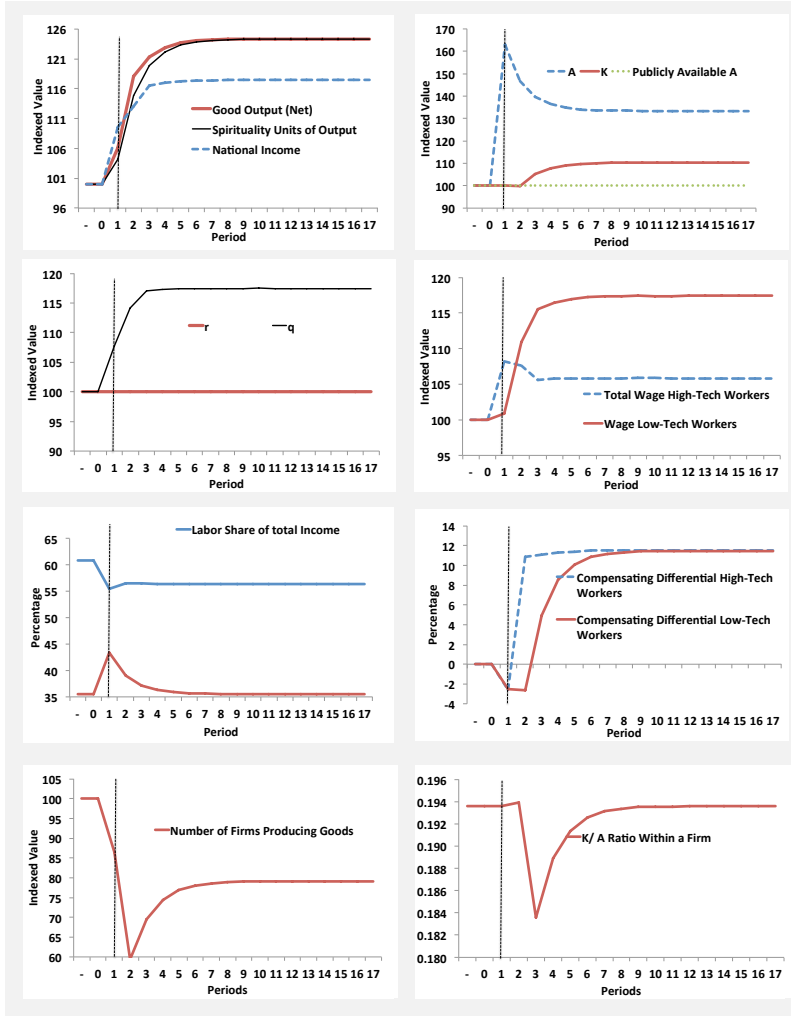 126
121
116
111
106
101
96
Indexed Value
Good Output (Net)
Spirituality Units of Output
National Income
- 0 1 2 3 4 5 6 7 8 9 10 11 12 13 14 15 16 17
Period
170
160
150
140
130
120
110
100
90
Indexed Value
A K Publicly Available A
- 0 1 2 3 4 5 6 7 8 9 10 11 12 13 14 15 16 17
Period
120
115
110
105
100
95
90
Indexed Value
r q
- 0 1 2 3 4 5 6 7 8 9 10 11 12 13 14 15 16 17
Period
120
115
110
105
100
95
Indexed Value
Total Wage High-Tech Workers
Wage Low-Tech Workers
- 0 1 2 3 4 5 6 7 8 9 10 11 12 13 14 15 16 17
Period
65
60
55
50
45
40
35
Percentage
Labor Share of total Income
- 0 1 2 3 4 5 6 7 8 9 10 11 12 13 14 15 16 17
Period
14
12
10
8
6
4
2
0
-2
-4
Percentage
Compensating Differential High-Tech
Workers
Compensating Differential Low-Tech
Workers
- 0 1 2 3 4 5 6 7 8 9 10 11 12 13 14 15 16 17
Period
105
100
95
90
85
80
75
70
65
60
Indexed Value
Number of Firms Producing Goods
- 0 1 2 3 4 5 6 7 8 9 10 11 12 13 14 15 16 17
Periods
0.196
0.194
0.192
0.190
0.188
0.186
0.184
0.182
0.180
K/ A Ratio Within a Firm
- 0 1 2 3 4 5 6 7 8 9 10 11 12 13 14 15 16 17
Periods